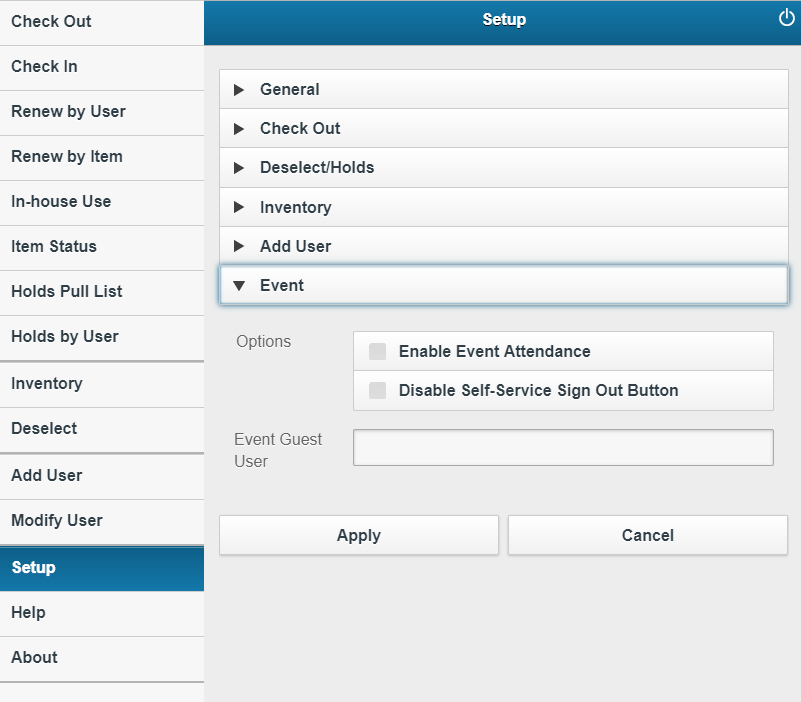 Check Out
Check In
Renew by User
Renew by Item
In-house Use
Item Status
Holds Pull List
Holds by User
Inventory
Deselect
Add User
Modify User
Setup
Help
About
Setup
General
Check Out
Deselect/Holds
Inventory
Add User
Event
Options
Enable Event Attendance
Disable Self-Service Sign Out Button
Event Guest
User
Apply
Cancel